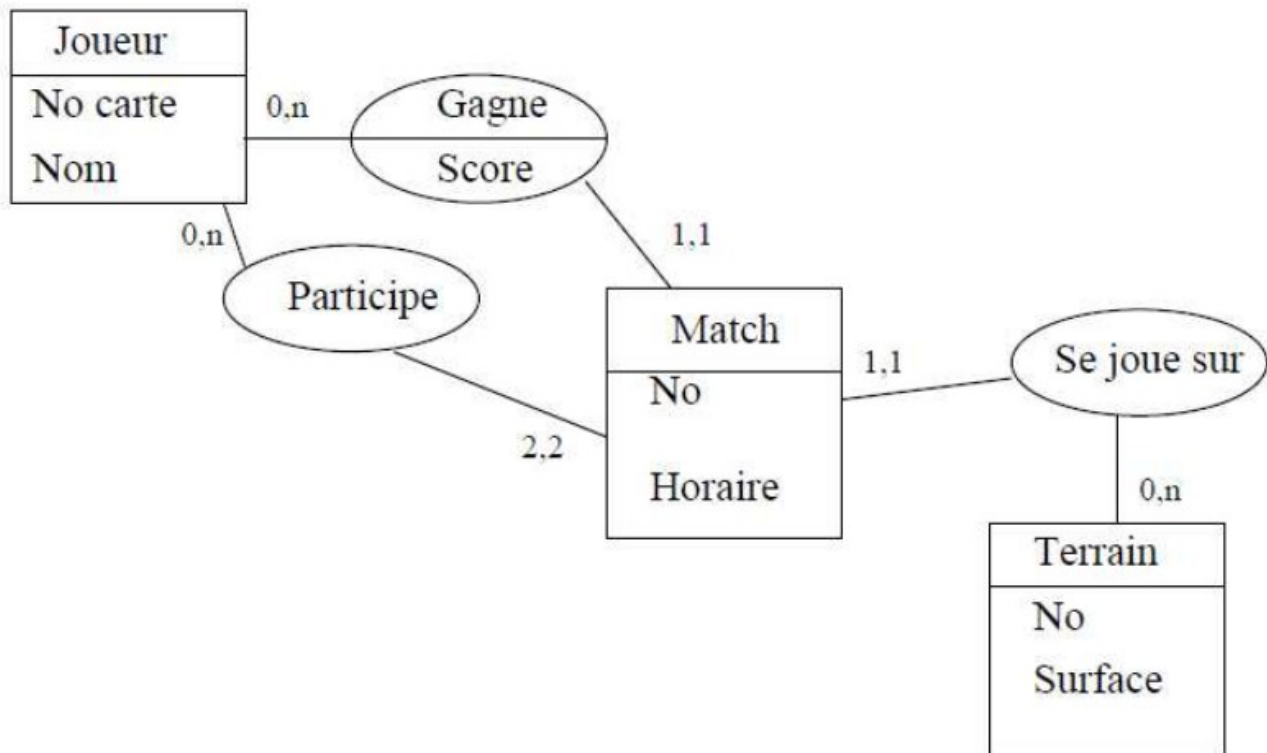 Joueur
No carte
Nom
0,n
Gagne
Score
0,n
Participe
1,1
2,2
Match
No
Horaire
1,1
Se joue sur
0,n
Terrain
No
Surface